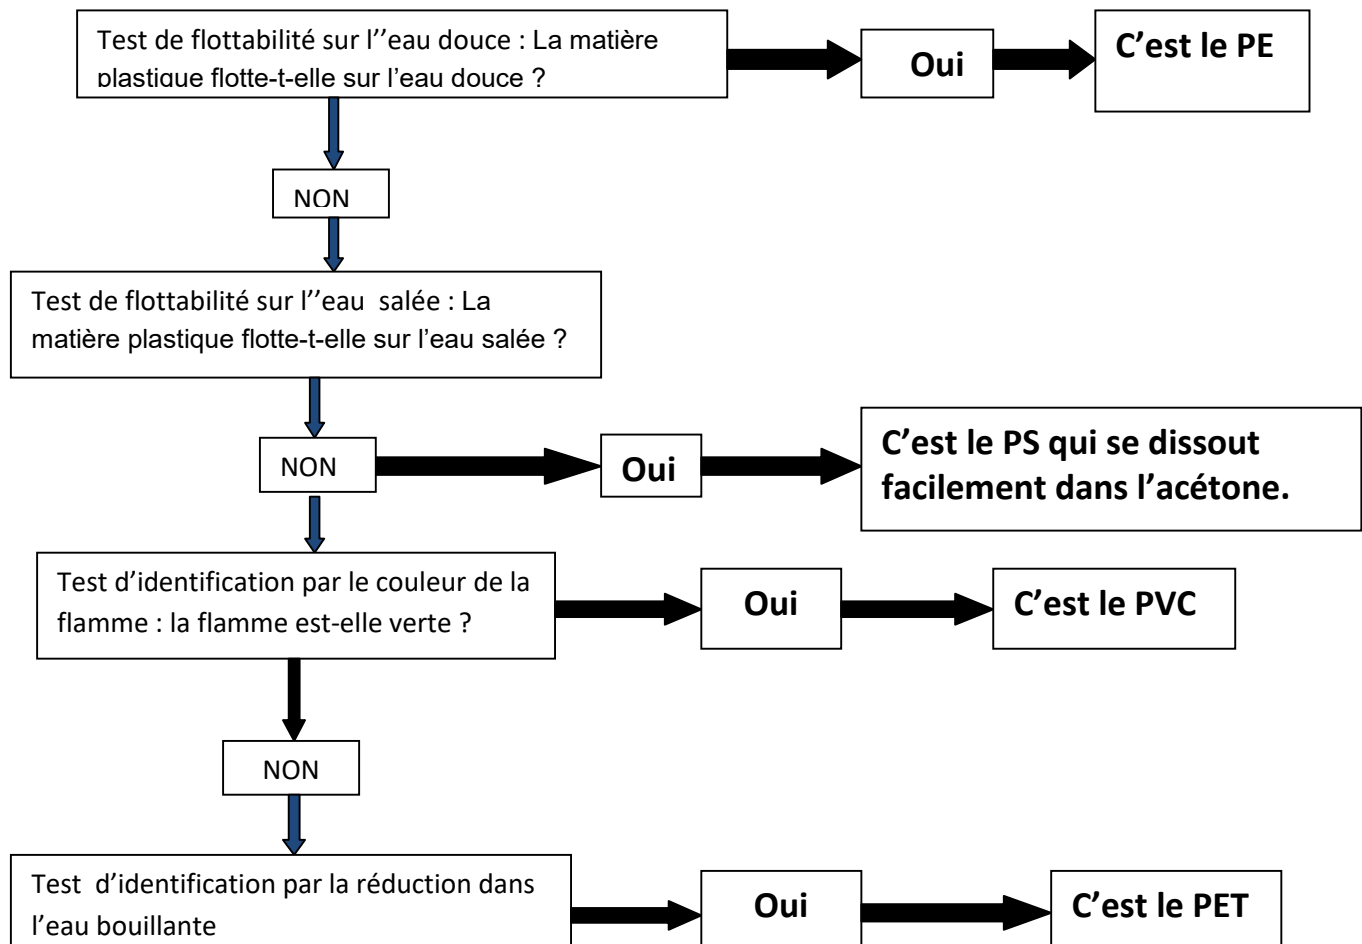 Test de flottabilité sur l’’eau douce : La matière
plastique flotte-t-elle sur l’eau douce ?
Oui
C’est le PE
NON
Test de flottabilité sur l’’eau  salée : La
matière plastique flotte-t-elle sur l’eau salée ?
NON
Oui
C’est le PS qui se dissout
facilement dans l’acétone.
Test d’identification par le couleur de la
flamme : la flamme est-elle verte ?
Oui
C’est le PVC
NON
Test  d’identification par la réduction dans
l’eau bouillante
Oui
C’est le PET